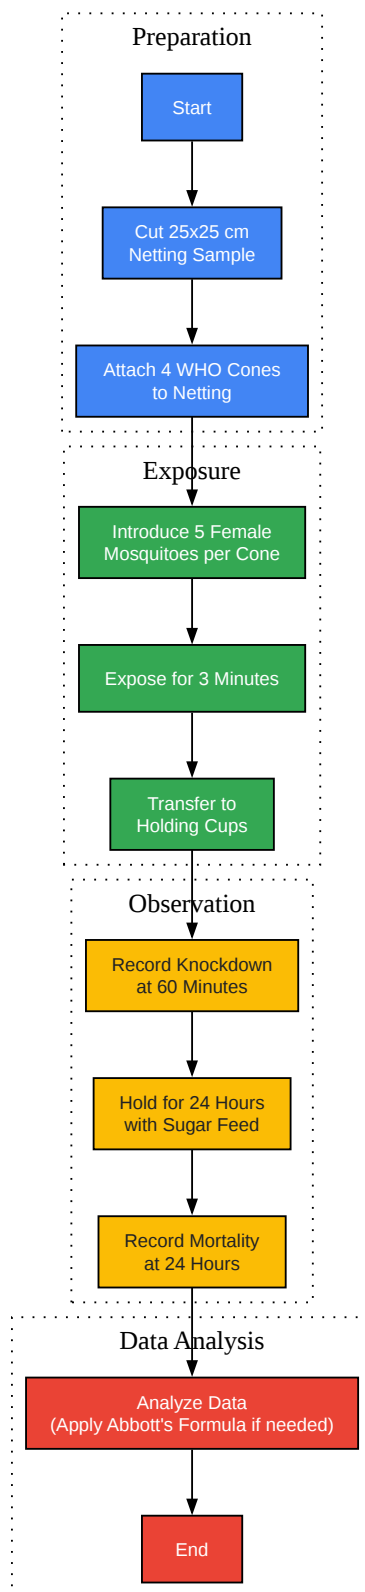 Preparation
Start
Cut 25x25 cm
Netting Sample
Attach 4 WHO Cones
to Netting
Exposure
Introduce 5 Female
Mosquitoes per Cone
Expose for 3 Minutes
Transfer to
Holding Cups
Observation
Record Knockdown
at 60 Minutes
Hold for 24 Hours
with Sugar Feed
Record Mortality
at 24 Hours
Data Analysis
Analyze Data
(Apply Abbott's Formula if needed)
End